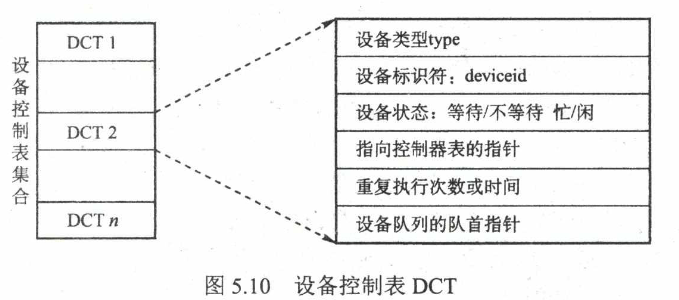 设备控制表集合
DCT 1
DCT 2
DCT n
设备类型type
设备标识符：deviceid
设备状态：等待/不等待 忙/闲
指向控制器表的指针
重复执行次数或时间
设备队列的队首指针
图 5.10 设备控制表 DCT